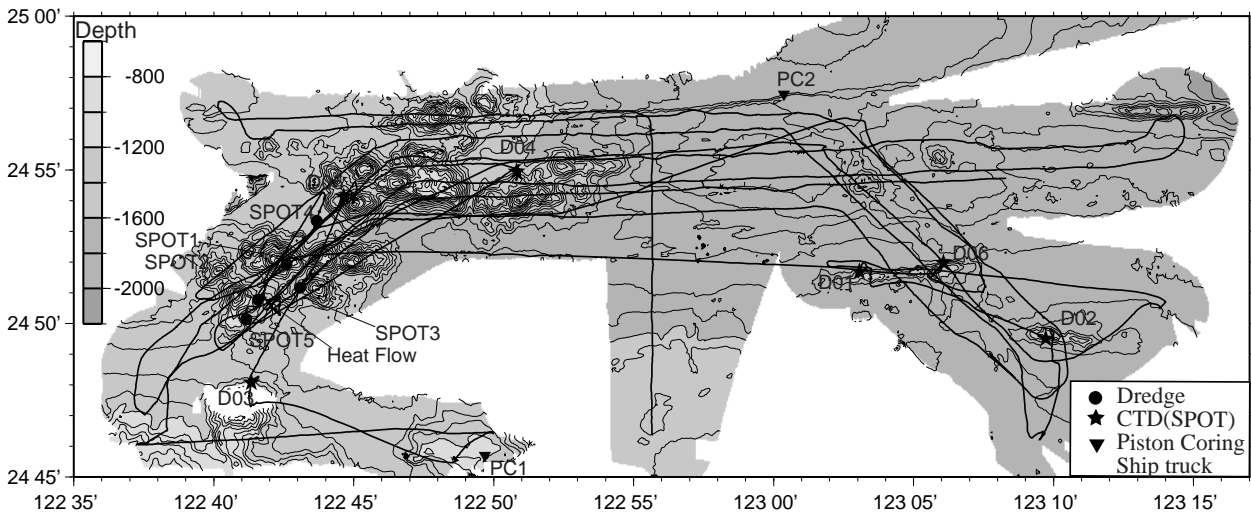 25 00'
Depth
-800
PC2
-1200
D04
24 55'
SPOT4
-1600
SPOT1
SPOT2
D06
D01
-2000
24 50'
SPOT3
D02
SPOT5
Heat Flow
D03
Dredge
CTD(SPOT)
Piston Coring
Ship truck
PC1
24 45'
122 35' 122 40' 122 45' 122 50' 122 55' 123 00' 123 05' 123 10' 123 15'